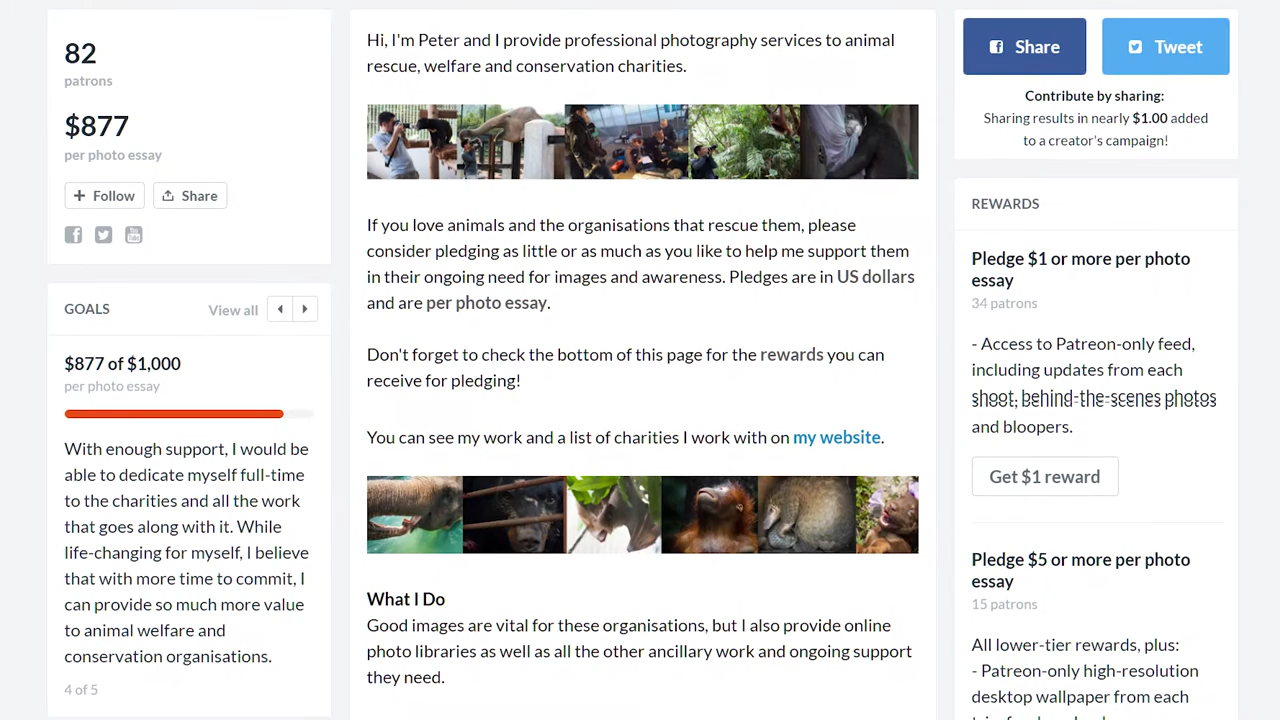 82
patrons
$877
per photo essay
Follow
Share
GOALS
View all
$877 of $1,000
per photo essay
With enough support, I would be
able to dedicate myself full-time
to the charities and all the work
that goes along with it. While
life-changing for myself, I believe
that with more time to commit, I
can provide so much more value
to animal welfare and
conservation organisations.
4 of 5
Hi, I'm Peter and I provide professional photography services to animal
rescue, welfare and conservation charities.
If you love animals and the organisations that rescue them, please
consider pledging as little or as much as you like to help me support them
in their ongoing need for images and awareness. Pledges are in US dollars
and are per photo essay.
Don't forget to check the bottom of this page for the rewards you can
receive for pledging!
You can see my work and a list of charities I work with on my website.
What I Do
Good images are vital for these organisations, but I also provide online
photo libraries as well as all the other ancillary work and ongoing support
they need.
Share
Tweet
Contribute by sharing:
Sharing results in nearly $1.00 added
to a creator's campaign!
REWARDS
Pledge $1 or more per photo
essay
34 patrons
- Access to Patreon-only feed,
including updates from each
shoot; behind-the-scenes photos
and bloopers.
Get $1 reward
Pledge $5 or more per photo
essay
15 patrons
All lower-tier rewards, plus:
- Patreon-only high-resolution
desktop wallpaper from each